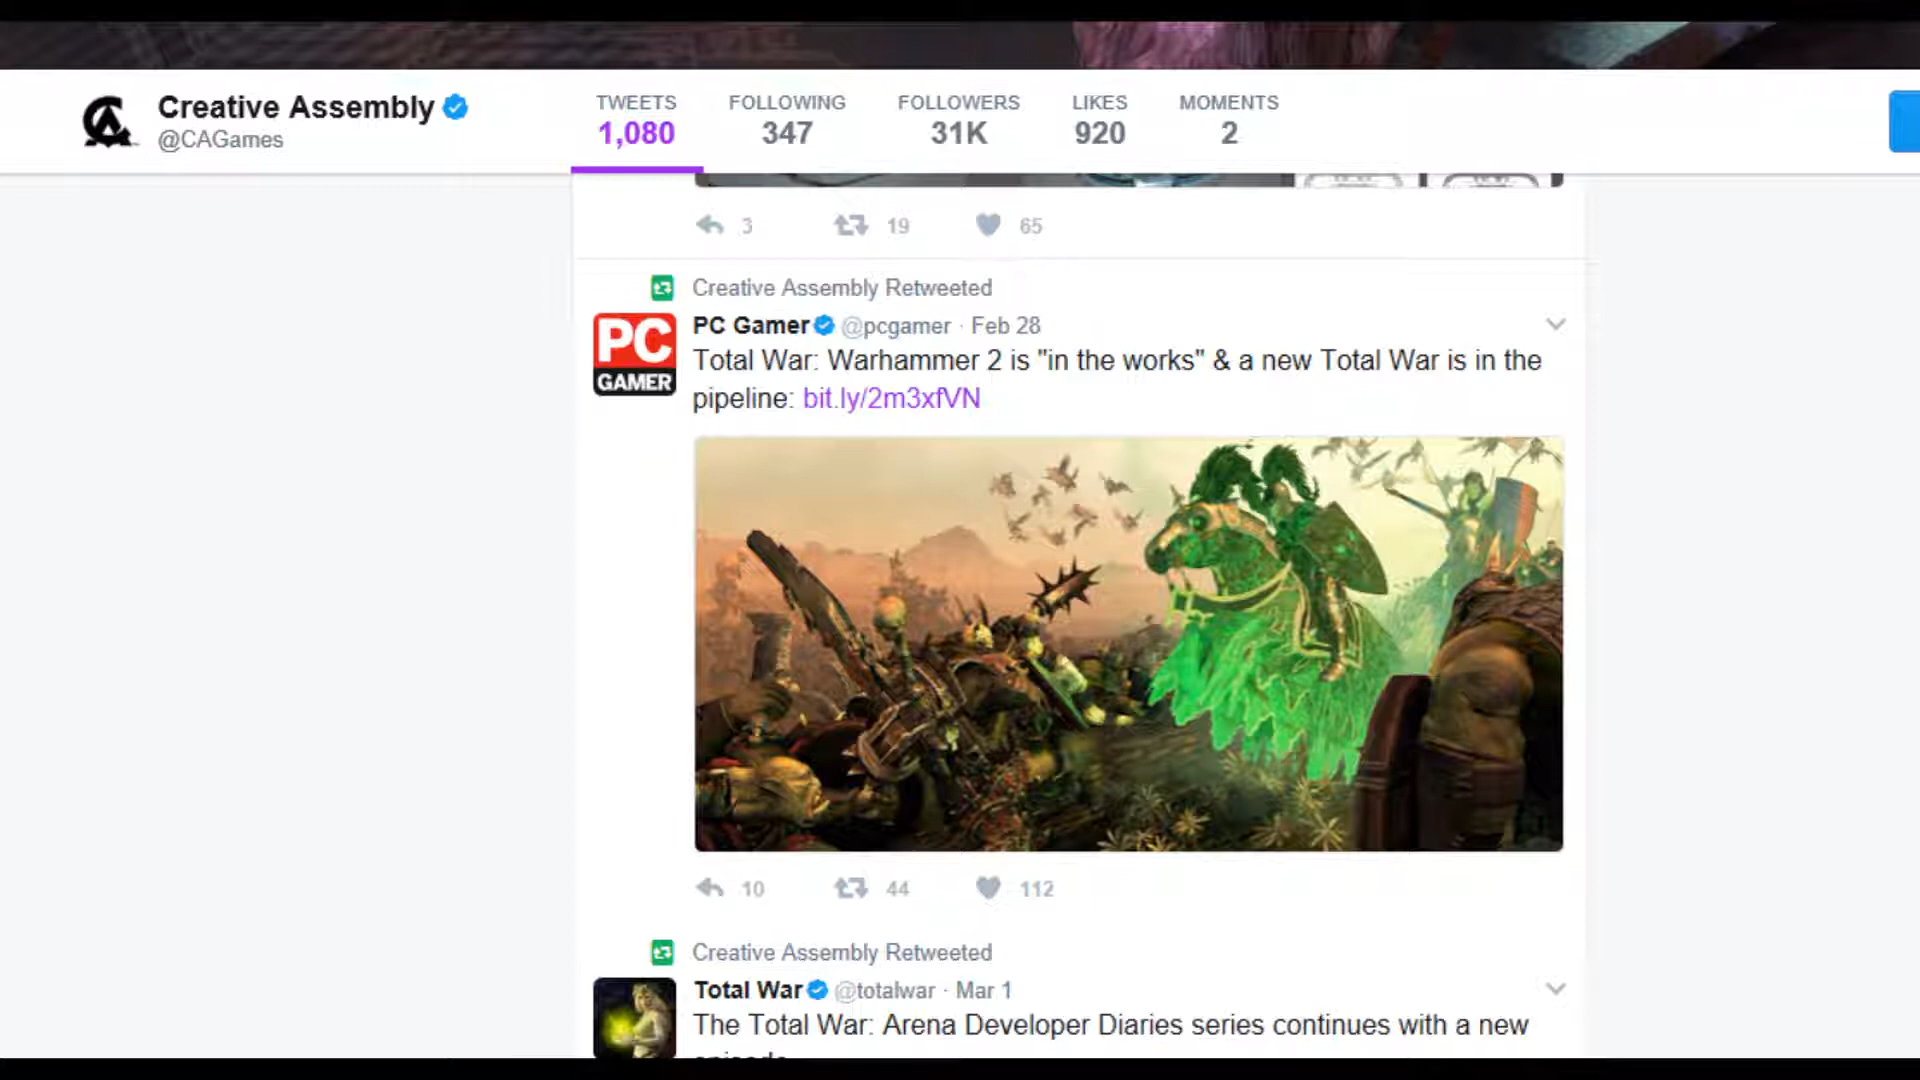 Creative Assembly
@CAGames
TWEETS
1,080
FOLLOWING
347
FOLLOWERS
31K
LIKES
920
MOMENTS
2
3
19
65
Creative Assembly Retweeted
PC GAMER
PC Gamer @pcgamer · Feb 28
Total War: Warhammer 2 is "in the works" & a new Total War is in the
pipeline: bit.ly/2m3xfVN
10
44
112
Creative Assembly Retweeted
Total War @totalwar · Mar 1
The Total War: Arena Developer Diaries series continues with a new